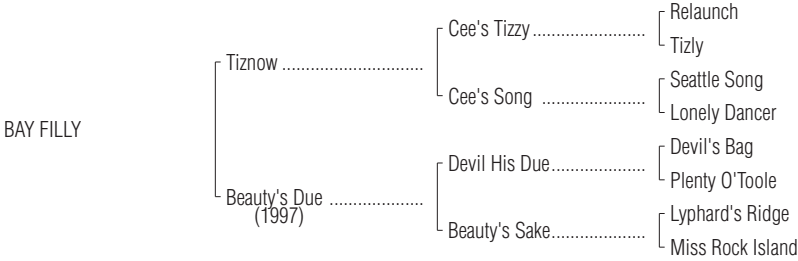 Relaunch
Cee's Tizzy........................
Tizly
Tiznow ..............................
Seattle Song
Cee's Song ......................
Lonely Dancer
BAY FILLY
Devil's Bag
Devil His Due....................
Plenty O'Toole
Beauty's Due ....................
(1997)
Lyphard's Ridge
Beauty's Sake....................
Miss Rock Island